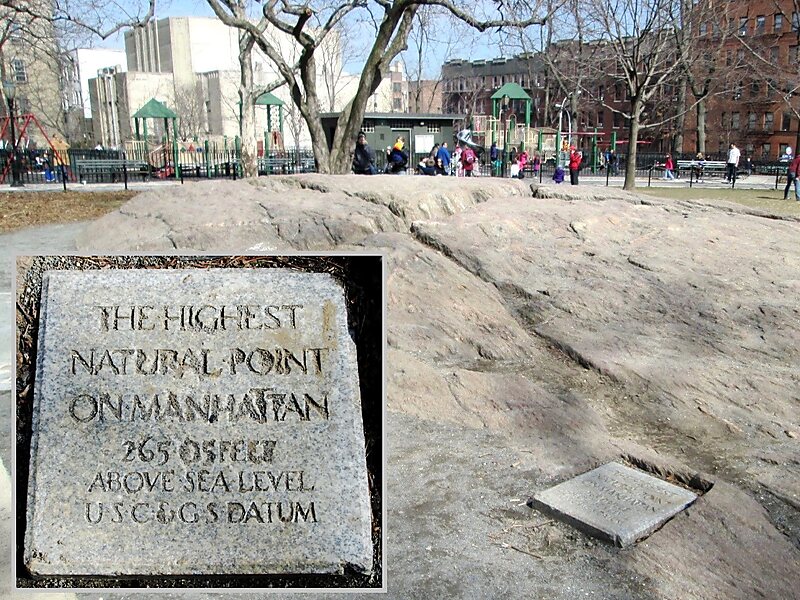 THE HIGHEST
NATURAL POINT
ON MANHATTAN
265.05 FEET
ABOVE SEA LEVEL
U S C & G S DATUM